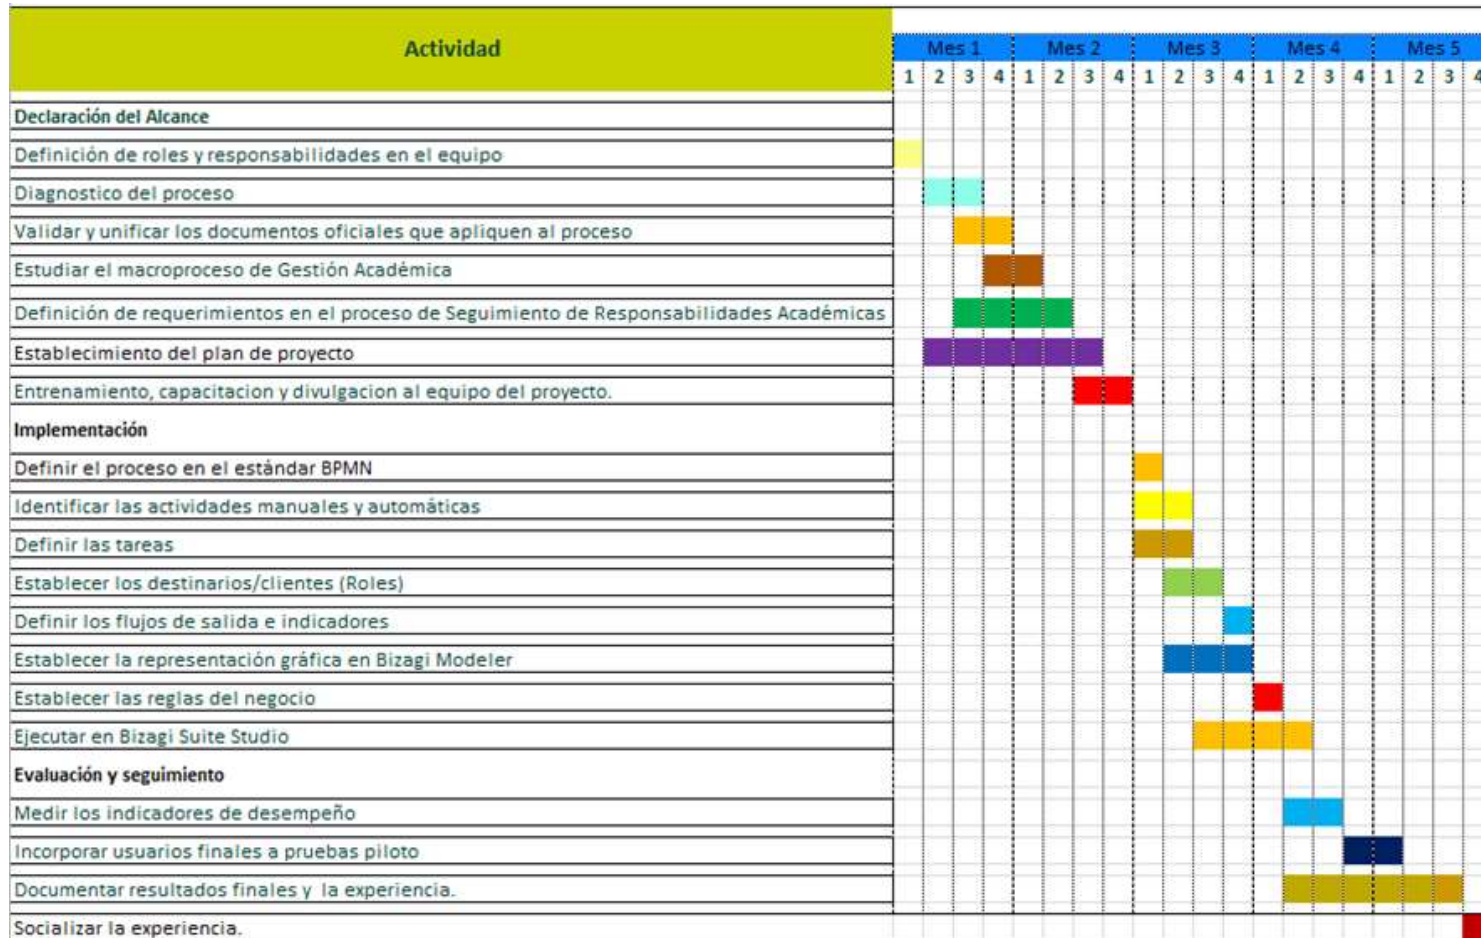 Actividad
Mes 1 Mes 2 Mes 3 Mes 4 Mes 5
1 2 3 4 1 2 3 4 1 2 3 4 1 2 3 4 1 2 3 4
Declaración del Alcance
Definición de roles y responsabilidades en el equipo
Diagnostico del proceso
Validar y unificar los documentos oficiales que apliquen al proceso
Estudiar el macroproceso de Gestión Académica
Definición de requerimientos en el proceso de Seguimiento de Responsabilidades Académicas
Establecimiento del plan de proyecto
Entrenamiento, capacitacion y divulgacion al equipo del proyecto.
Implementación
Definir el proceso en el estándar BPMN
Identificar las actividades manuales y automáticas
Definir las tareas
Establecer los destinarios/clientes (Roles)
Definir los flujos de salida e indicadores
Establecer la representación gráfica en Bizagi Modeler
Establecer las reglas del negocio
Ejecutar en Bizagi Suite Studio
Evaluación y seguimiento
Medir los indicadores de desempeño
Incorporar usuarios finales a pruebas piloto
Documentar resultados finales y la experiencia.
Socializar la experiencia.